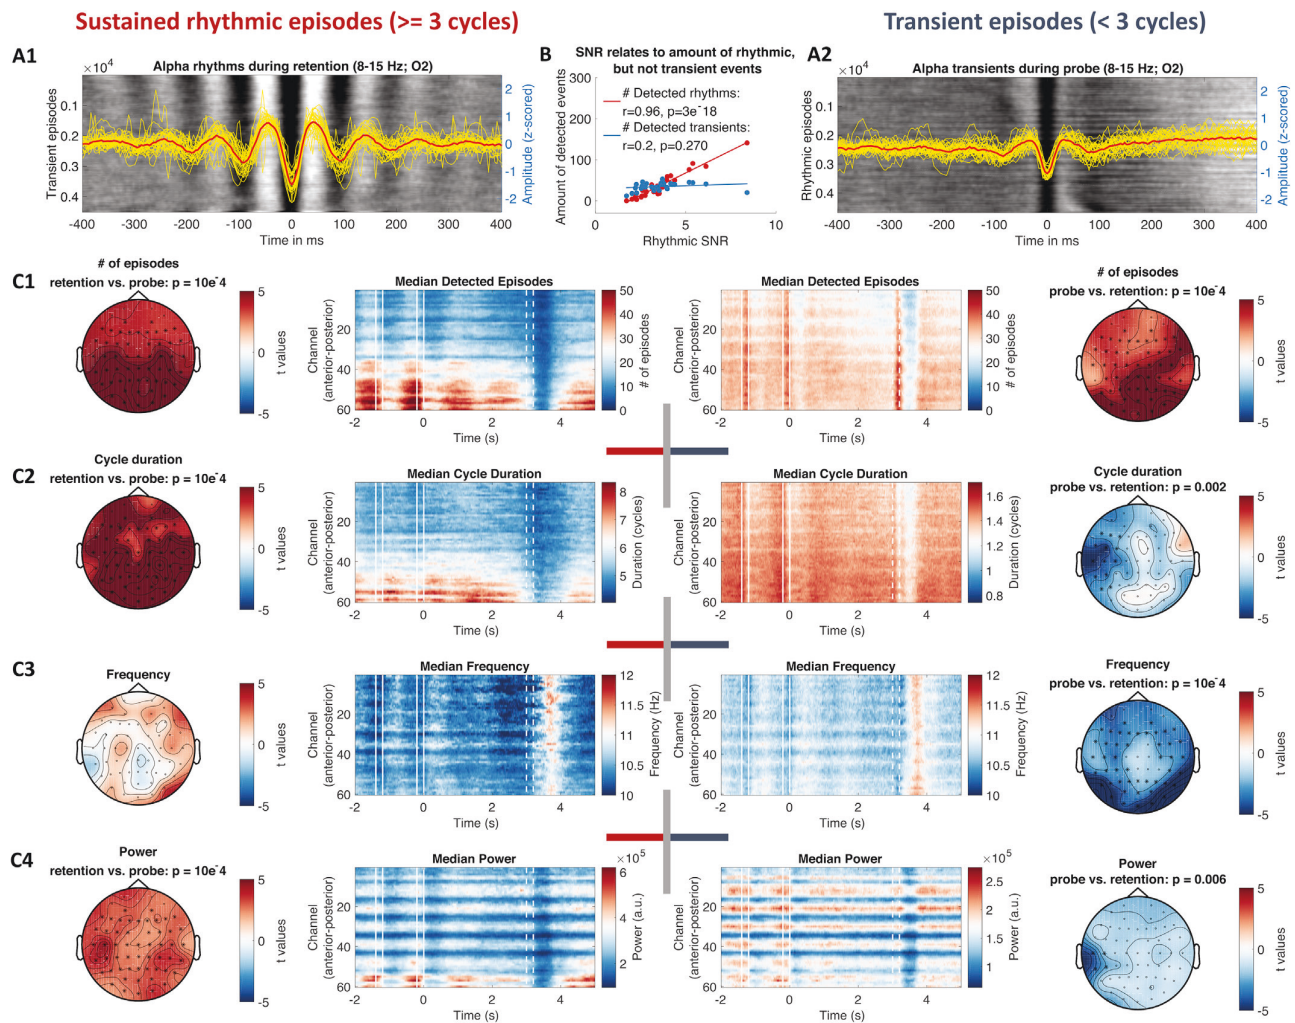 Sustained rhythmic episodes (>= 3 cycles)
Transient episodes (< 3 cycles)
A1
×10⁴
Alpha rhythms during retention (8-15 Hz; O2)
Transient episodes
0.1
0.2
0.3
0.4
2
1
0
-1
-2
Amplitude (z-scored)
-400 -300 -200 -100 0 100 200 300 400
Time in ms
B
SNR relates to amount of rhythmic,
but not transient events
Amount of detected events
300
200
100
0
# Detected rhythms:
r=0.96, p=3e⁻18
# Detected transients:
r=0.2, p=0.270
0 5 10
Rhythmic SNR
A2
×10⁴
Alpha transients during probe (8-15 Hz; O2)
Rhythmic episodes
0.1
0.2
0.3
0.4
2
1
0
-1
-2
Amplitude (z-scored)
-400 -300 -200 -100 0 100 200 300 400
Time in ms
C1
# of episodes
retention vs. probe: p = 10e⁻4
5
0
-5
t values
Median Detected Episodes
Channel
(anterior-posterior)
20
40
60
-2 0 2 4
Time (s)
50
40
30
20
10
0
# of episodes
Median Detected Episodes
Channel
(anterior-posterior)
20
40
60
-2 0 2 4
Time (s)
50
40
30
20
10
0
# of episodes
# of episodes
probe vs. retention: p = 10e⁻4
5
0
-5
t values
C2
Cycle duration
retention vs. probe: p = 10e⁻4
5
0
-5
t values
Median Cycle Duration
Channel
(anterior-posterior)
20
40
60
-2 0 2 4
Time (s)
8
7
6
5
Duration (cycles)
Median Cycle Duration
Channel
(anterior-posterior)
20
40
60
-2 0 2 4
Time (s)
1.6
1.4
1.2
1
0.8
Duration (cycles)
Cycle duration
probe vs. retention: p = 0.002
5
0
-5
t values
C3
Frequency
5
0
-5
t values
Median Frequency
Channel
(anterior-posterior)
20
40
60
-2 0 2 4
Time (s)
12
11.5
11
10.5
10
Frequency (Hz)
Median Frequency
Channel
(anterior-posterior)
20
40
60
-2 0 2 4
Time (s)
12
11.5
11
10.5
10
Frequency (Hz)
Frequency
probe vs. retention: p = 10e⁻4
5
0
-5
t values
C4
Power
retention vs. probe: p = 10e⁻4
5
0
-5
t values
Median Power
Channel
(anterior-posterior)
20
40
60
-2 0 2 4
Time (s)
×10⁵
6
4
2
Power (a.u.)
Median Power
Channel
(anterior-posterior)
20
40
60
-2 0 2 4
Time (s)
×10⁵
2.5
2
1.5
1
Power (a.u.)
Power
probe vs. retention: p = 0.006
5
0
-5
t values